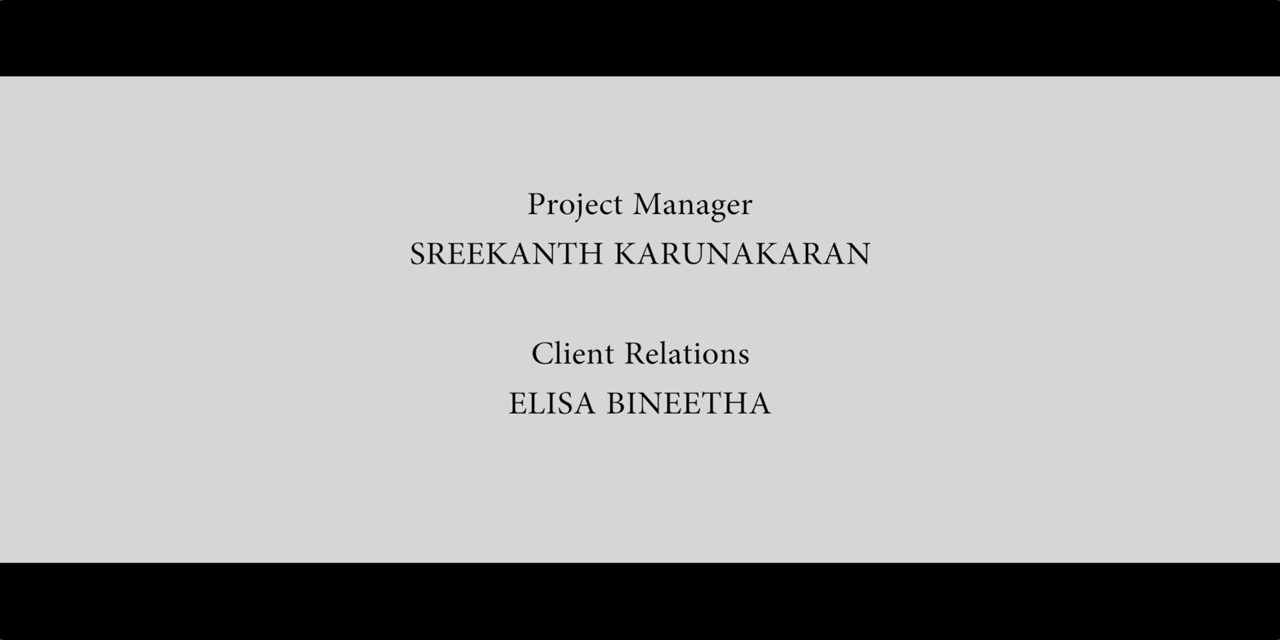 Project Manager
SREEKANTH KARUNAKARAN
Client Relations
ELISA BINEETHA